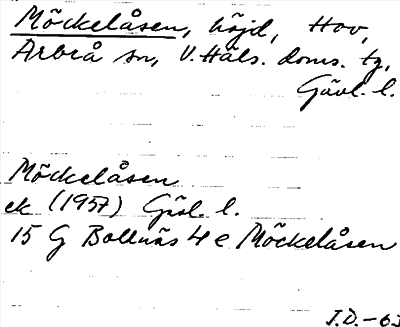 Möckelåsen, höjd, Hov,
Arbrå sn, V. Häls. doms. tg,
Gävl. l.
Möckelåsen
ek (1957) Gävl. l.
15 G Bollnäs 4 e Möckelåsen
I.D.-63